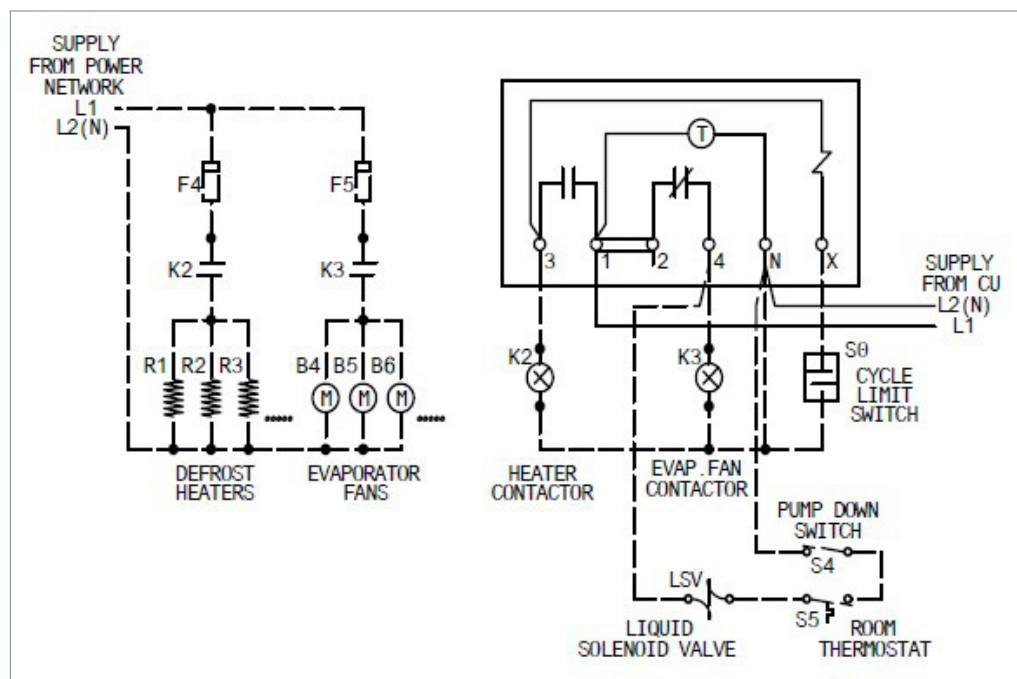 SUPPLY
FROM POWER
NETWORK
L1
L2(N)
F4
F5
K2
K3
R1 R2 R3
B4 B5 B6
M M M
DEFROST
HEATERS
EVAPORATOR
FANS
T
3 1 2 4 N X
SUPPLY
FROM CU
L2(N)
L1
K2
K3
S0
CYCLE
LIMIT
SWITCH
HEATER
CONTACTOR
EVAP.FAN
CONTACTOR
PUMP DOWN
SWITCH
S4
LSV
S5
LIQUID
SOLENOID VALVE
ROOM
THERMOSTAT